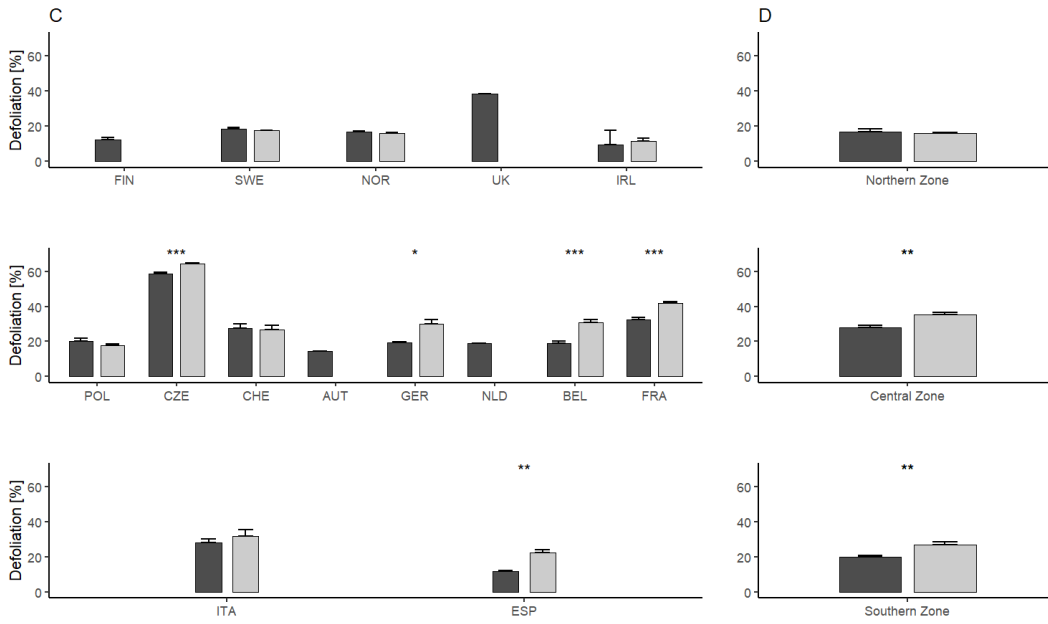 C
D
Defoliation [%]
60
40
20
0
FIN SWE NOR UK IRL
60
40
20
0
Northern Zone
*** * *** ***
Defoliation [%]
60
40
20
0
POL CZE CHE AUT GER NLD BEL FRA
**
60
40
20
0
Central Zone
**
Defoliation [%]
60
40
20
0
ITA ESP
**
60
40
20
0
Southern Zone